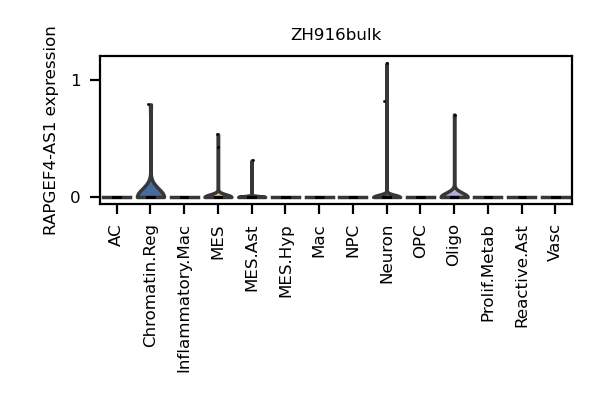 ZH916bulk
RAPGEF4-AS1 expression
1
0
AC
Chromatin.Reg
Inflammatory.Mac
MES
MES.Ast
MES.Hyp
Mac
NPC
Neuron
OPC
Oligo
Prolif.Metab
Reactive.Ast
Vasc